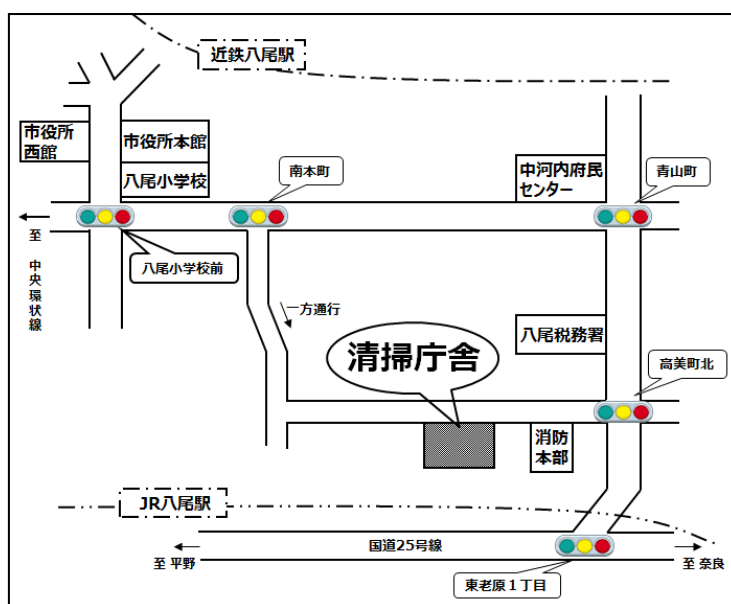 近鉄八尾駅
市役所
西館
市役所本館
八尾小学校
南本町
中河内府民
センター
青山町
至 中央環状線
八尾小学校前
一方通行
清掃庁舎
八尾税務署
高美町北
消防
本部
JR八尾駅
国道25号線
至 平野
至 奈良
東老原１丁目